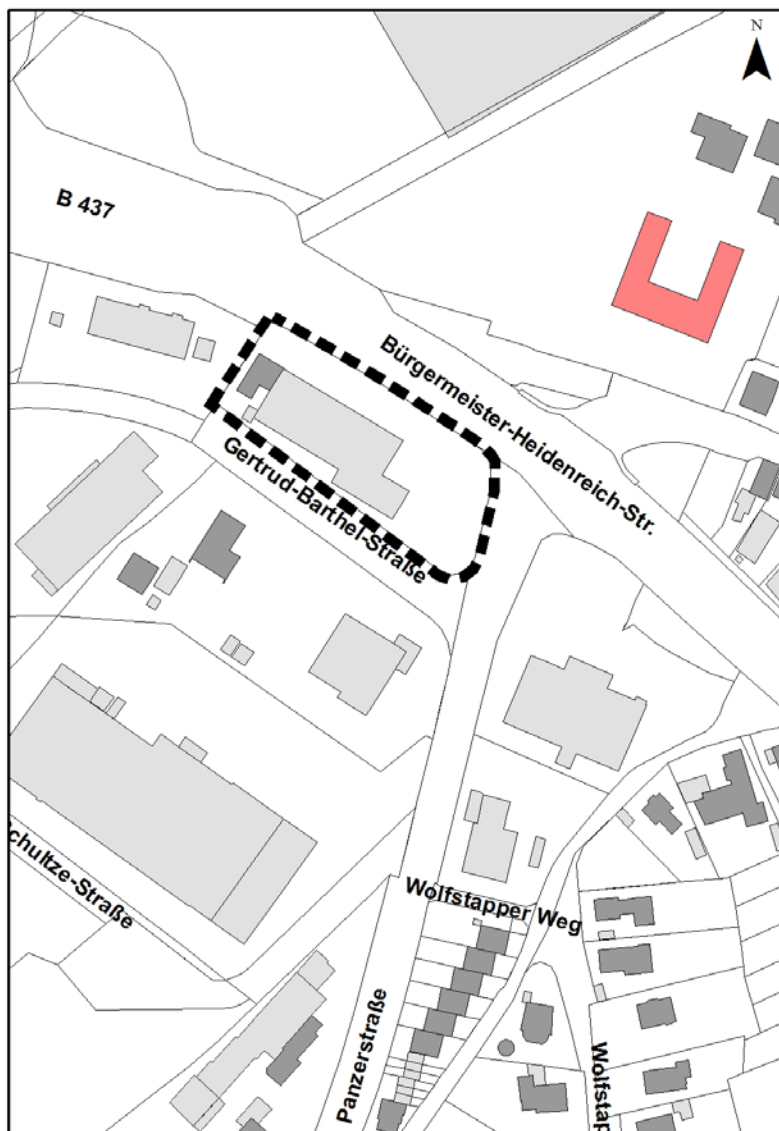 N
B 437
Bürgermeister-Heidenreich-Str.
Gertrud-Barthel-Straße
Schultze-Straße
Wolfstapper Weg
Panzerstraße
Wolfstap